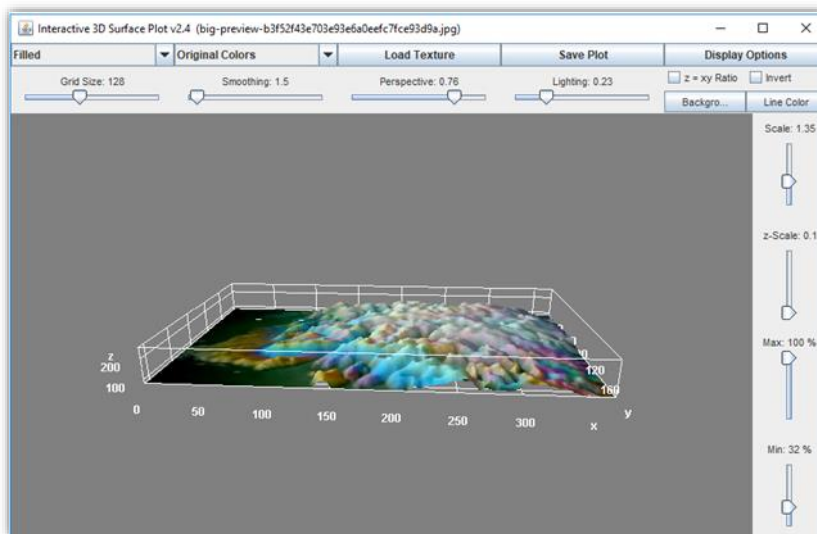 Interactive 3D Surface Plot v2.4 (big-preview-b3f52f43e703e93e6a0eefc7fce93d9a.jpg)
Filled Original Colors Load Texture Save Plot Display Options
Grid Size: 128 Smoothing: 1.5 Perspective: 0.76 Lighting: 0.23 z = xy Ratio Invert
Backgro... Line Color
Scale: 1.35
z-Scale: 0.1
Max: 100 %
Min: 32 %
z
200
100
0 50 100 150 200 250 300 x y
120
160